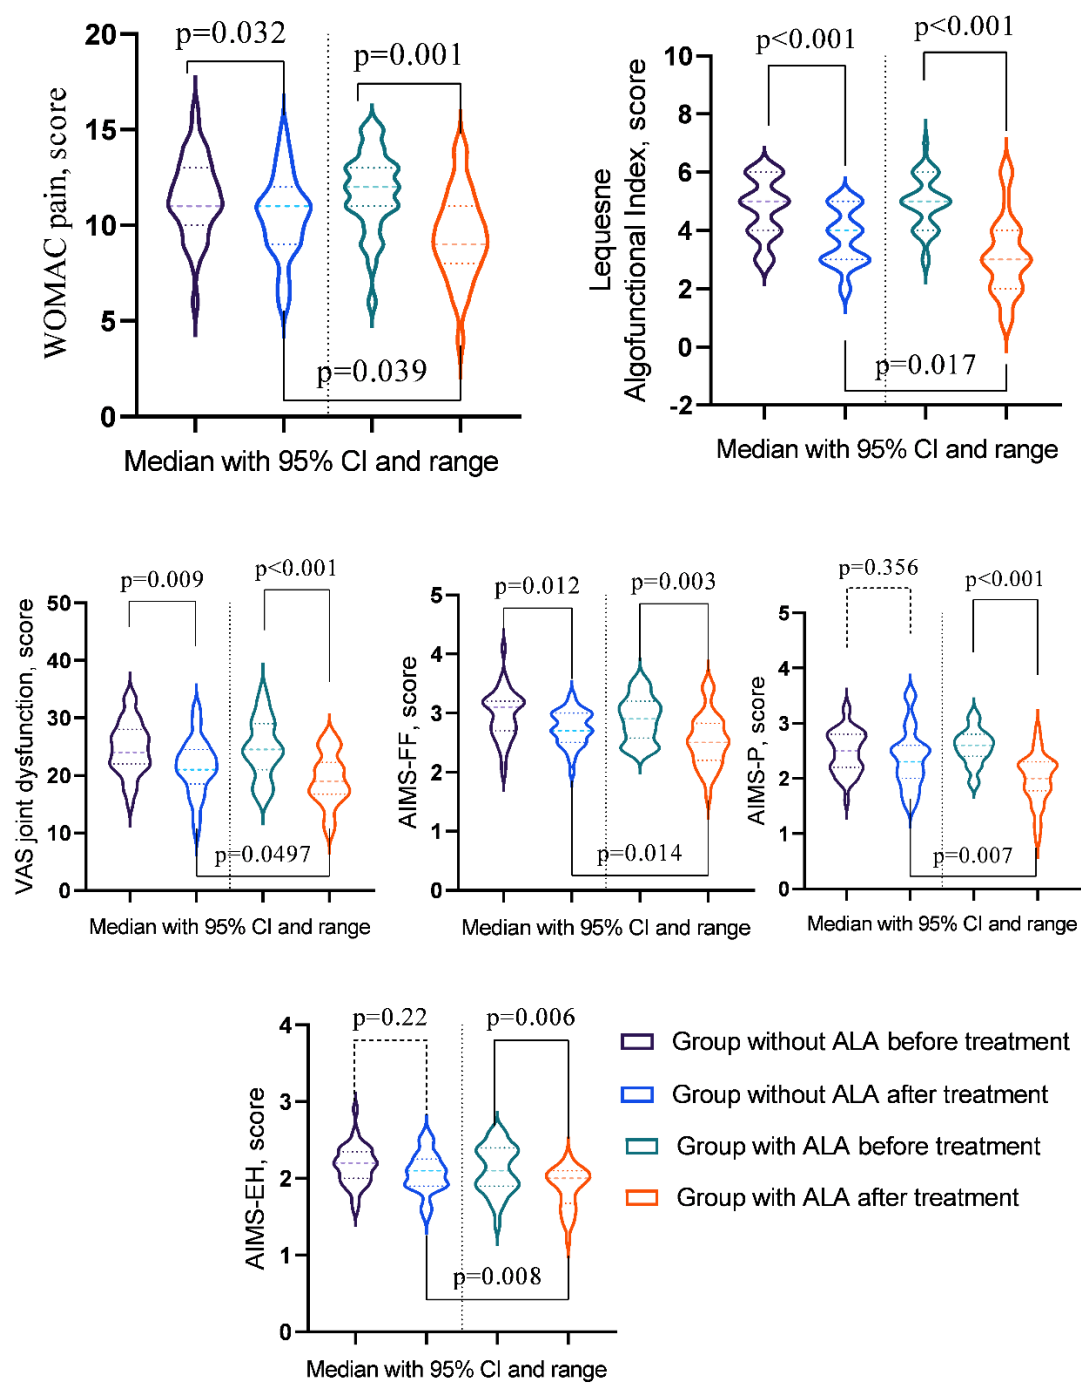 p=0.032
p=0.001
WOMAC pain, score
20
15
10
5
0
p=0.039
Median with 95% CI and range
p<0.001
p<0.001
Lequesne
Algofunctional Index, score
10
8
6
4
2
0
-2
p=0.017
Median with 95% CI and range
p=0.009
p<0.001
VAS joint dysfunction, score
50
40
30
20
10
0
p=0.0497
Median with 95% CI and range
p=0.012
p=0.003
AIMS-FF, score
5
4
3
2
1
0
p=0.014
Median with 95% CI and range
p=0.356
p<0.001
AIMS-P, score
5
4
3
2
1
0
p=0.007
Median with 95% CI and range
p=0.22
p=0.006
AIMS-EH, score
4
3
2
1
0
p=0.008
Median with 95% CI and range
Group without ALA before treatment
Group without ALA after treatment
Group with ALA before treatment
Group with ALA after treatment